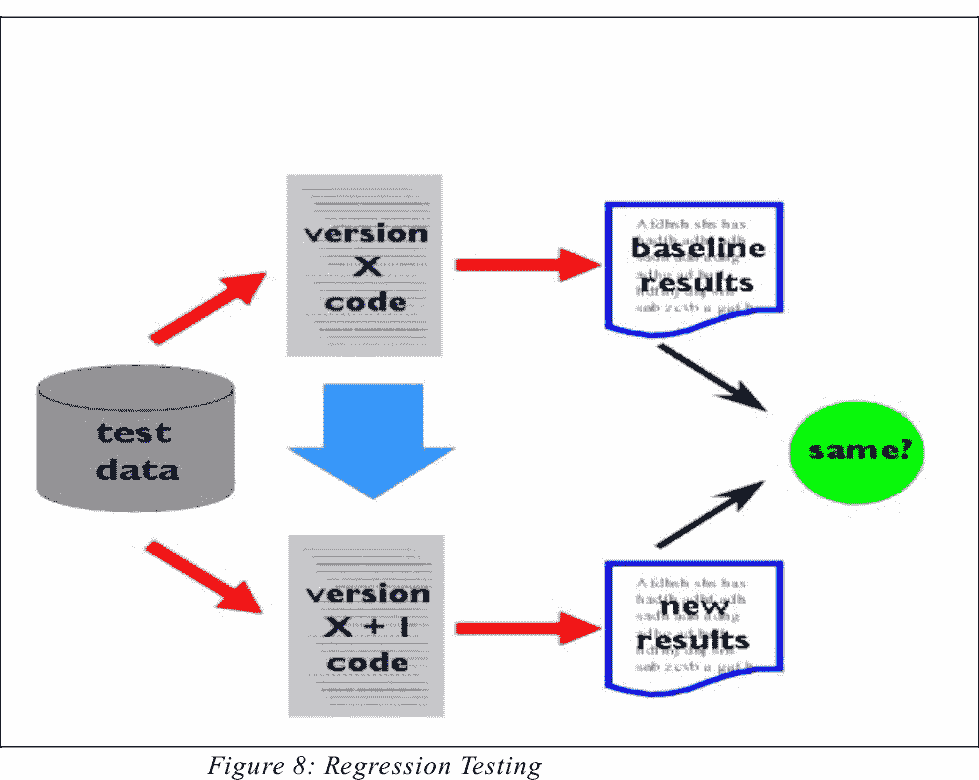 version
X
code
baseline
results
test
data
same?
version
X + 1
code
new
results
Figure 8: Regression Testing